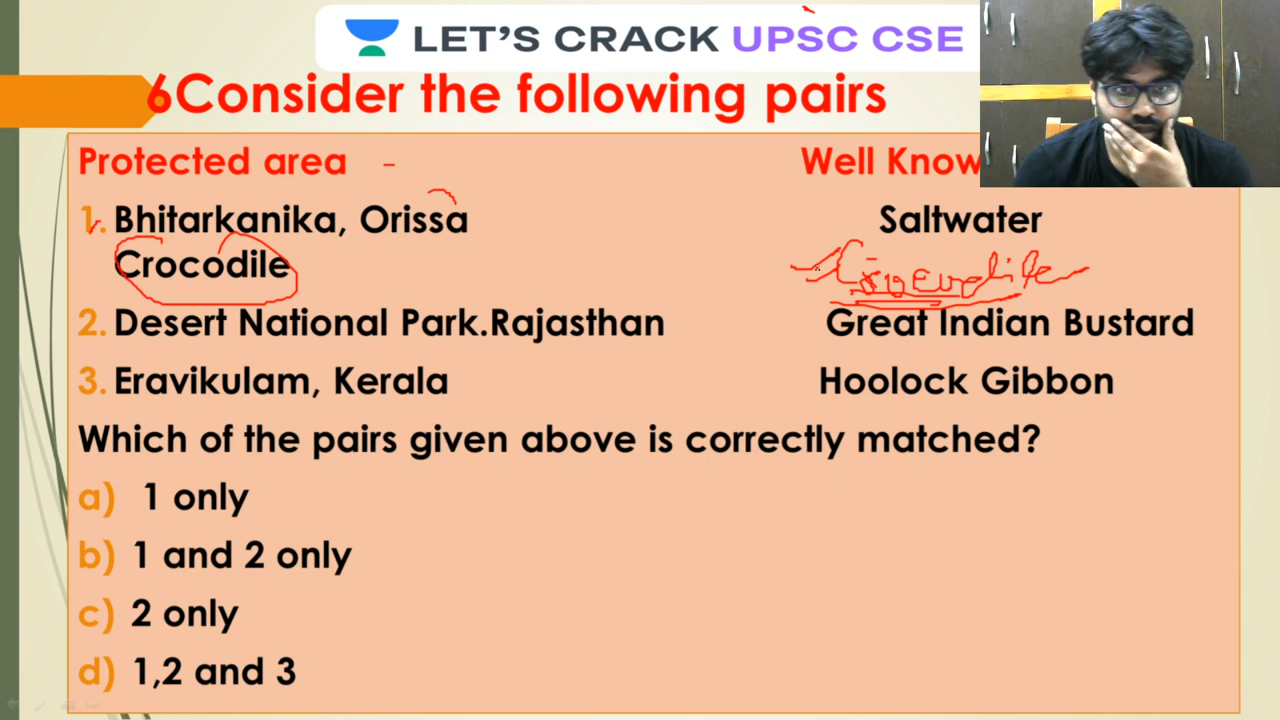 LET'S CRACK UPSC CSE
6Consider the following pairs
Protected area Well Know
1. Bhitarkanika, Orissa Saltwater
Crocodile
2. Desert National Park.Rajasthan Great Indian Bustard
3. Eravikulam, Kerala Hoolock Gibbon
Which of the pairs given above is correctly matched?
a) 1 only
b) 1 and 2 only
c) 2 only
d) 1,2 and 3